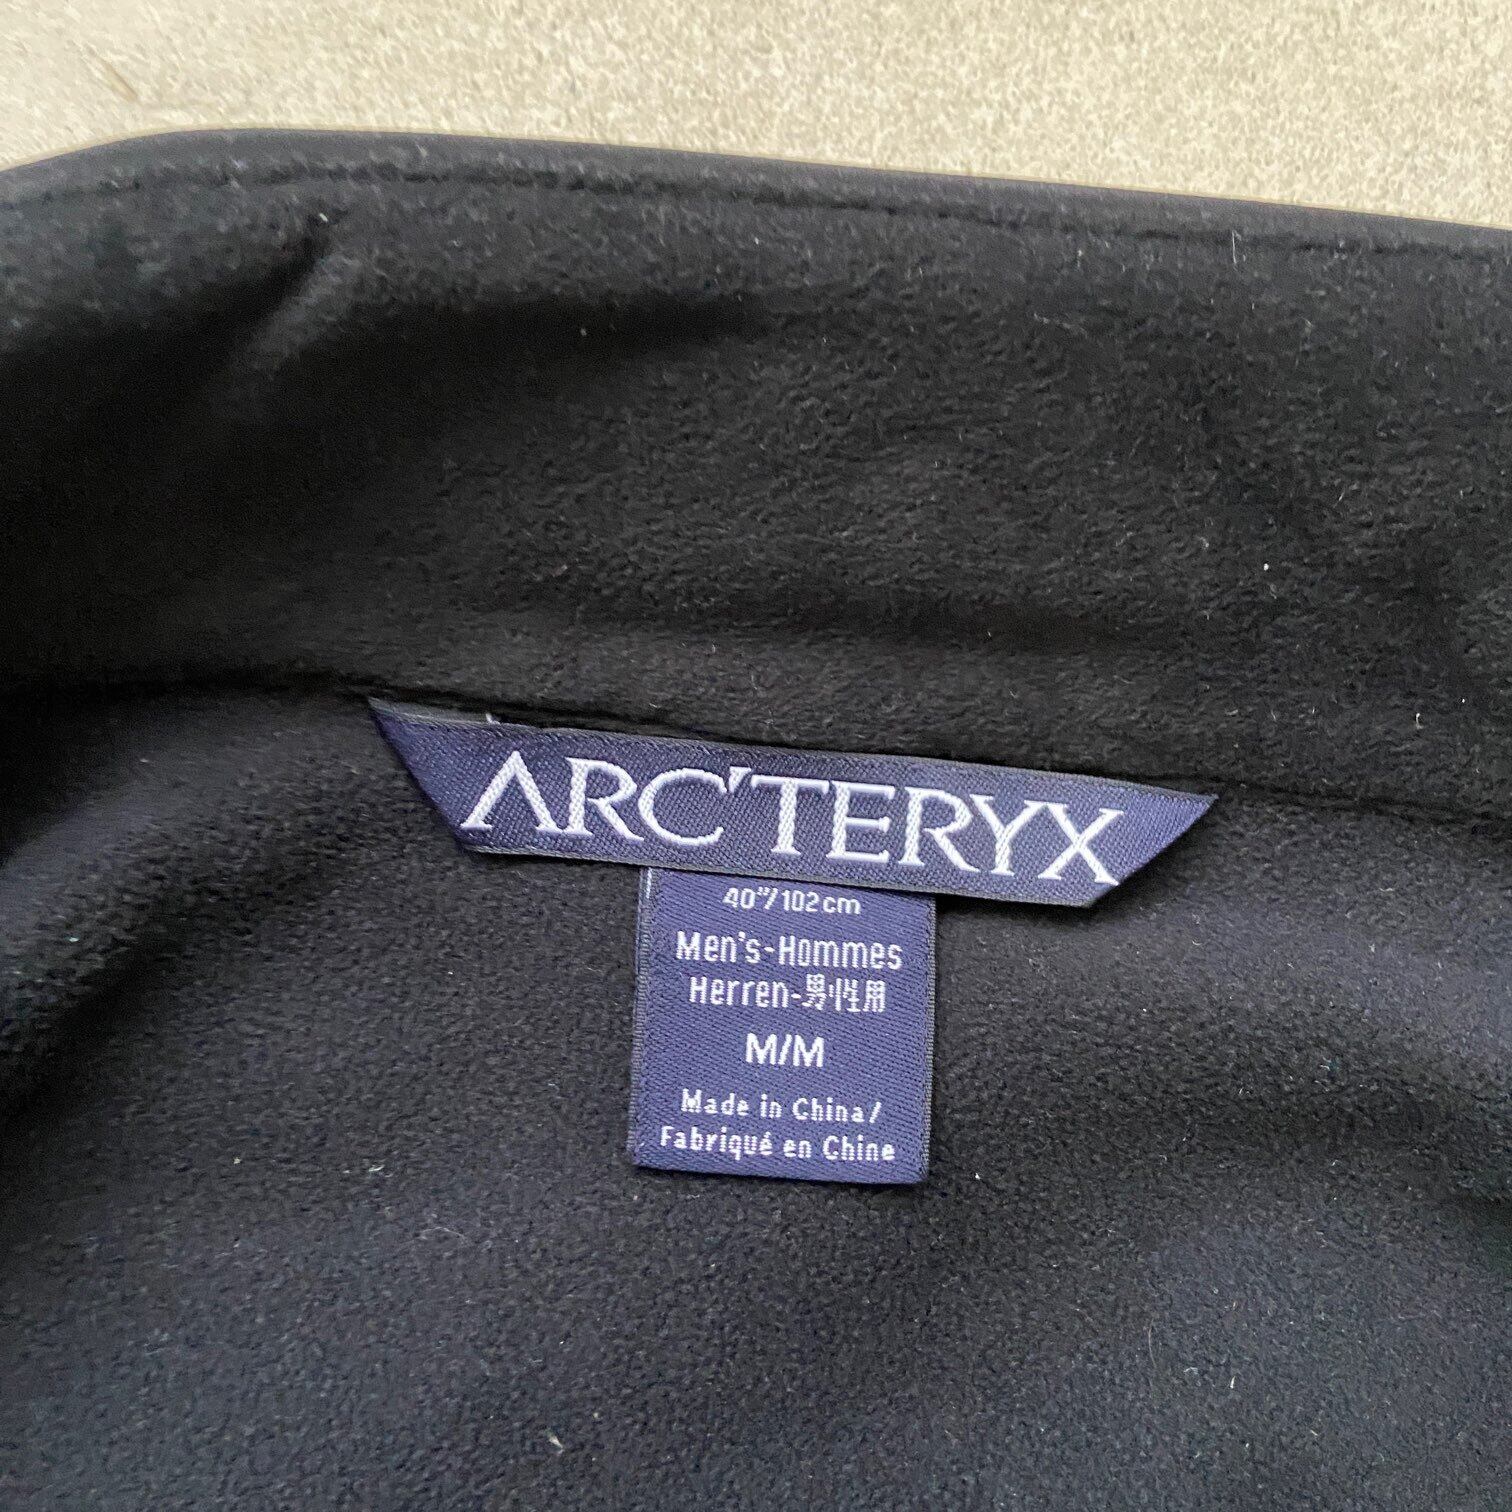 ARC'TERYX
40"/102cm
Men's-Hommes
Herren-男性用
M/M
Made in China/
Fabriqué en Chine